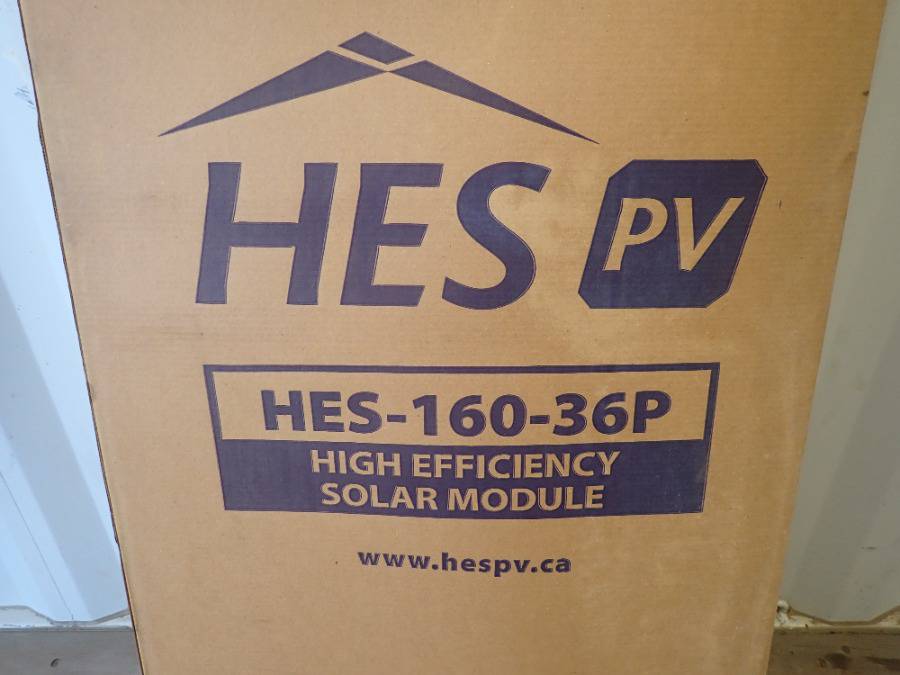 HES PV
HES-160-36P
HIGH EFFICIENCY
SOLAR MODULE
www.hespv.ca